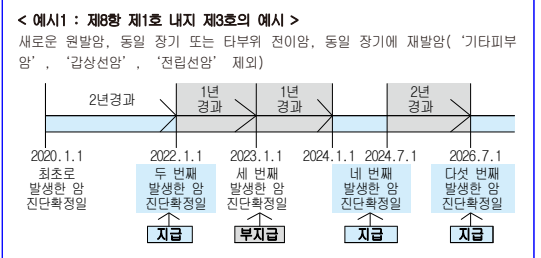 < 예시1 : 제8항 제1호 내지 제3호의 예시 >
새로운 원발암, 동일 장기 또는 타부위 전이암, 동일 장기에 재발암( ‘기타피부
암’ , ‘갑상선암’ , ‘전립선암’ 제외)
2년경과 1년 경과 1년 경과 2년 경과
2020.1.1 2022.1.1 2023.1.1 2024.1.1 2024.7.1 2026.7.1
최초로 두 번째 세 번째 네 번째 다섯 번째
발생한 암 발생한 암 발생한 암 발생한 암 발생한 암
진단확정일 진단확정일 진단확정일 진단확정일 진단확정일
지급 부지급 지급 지급